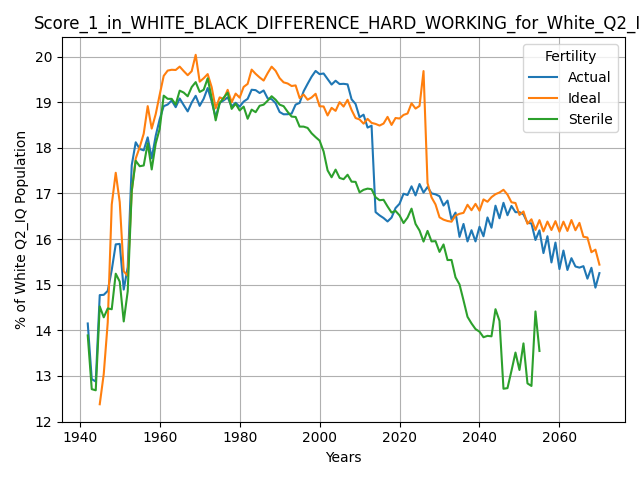 Score_1_in_WHITE_BLACK_DIFFERENCE_HARD_WORKING_for_White_Q2_I
Fertility
Actual
Ideal
Sterile
% of White Q2_IQ Population
20
19
18
17
16
15
14
13
12
1940
1960
1980
2000
2020
2040
2060
Years